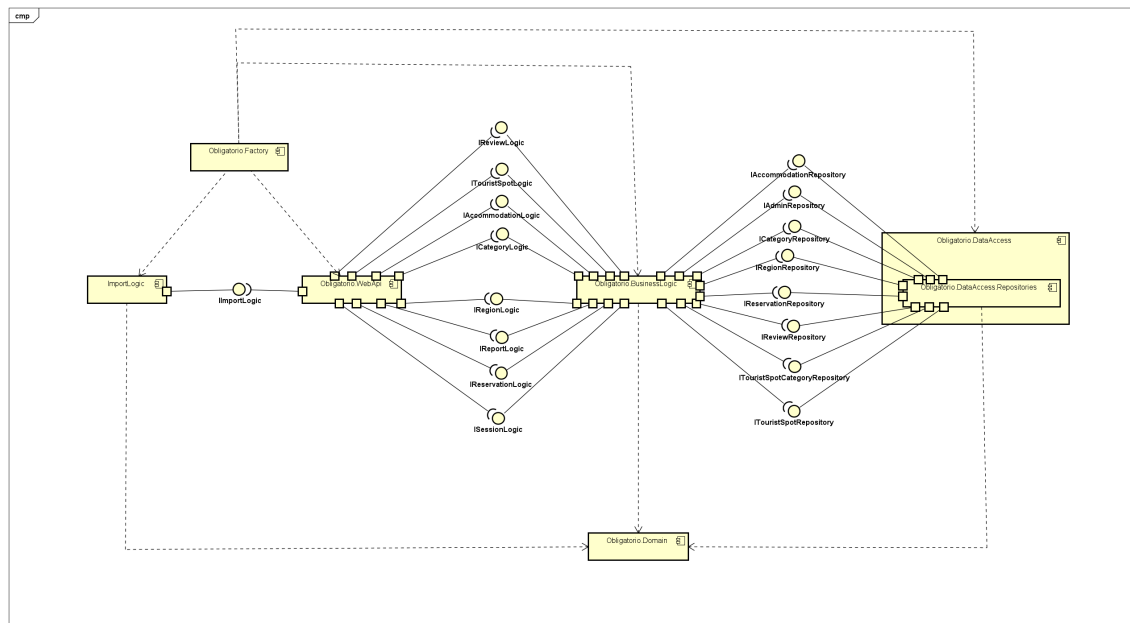 cmp
IReviewLogic
Obligatorio.Factory
IAccommodationRepository
ITouristSpotLogic
IAdminRepository
IAccommodationLogic
ICategoryRepository
Obligatorio.DataAccess
ICategoryLogic
IRegionRepository
ImportLogic
Obligatorio.WebApi
Obligatorio.BusinessLogic
Obligatorio.DataAccess.Repositories
IImportLogic
IReservationRepository
IRegionLogic
IReviewRepository
IReportLogic
ITouristSpotCategoryRepository
IReservationLogic
ITouristSpotRepository
ISessionLogic
Obligatorio.Domain